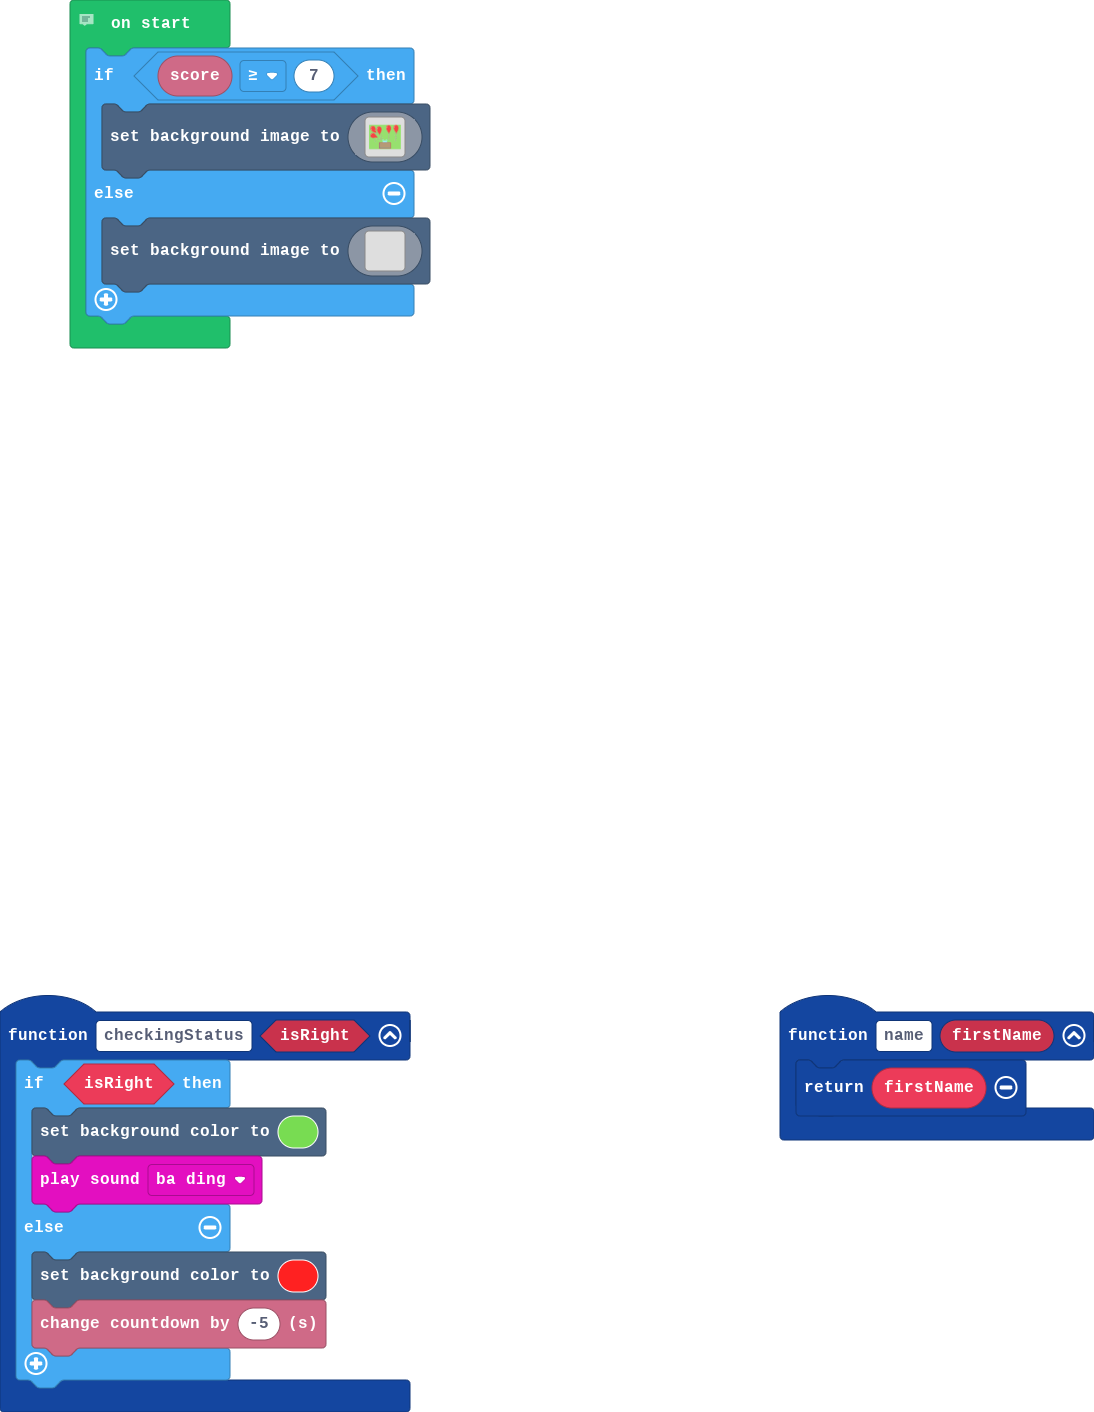 on start
if score ≥ 7 then
set background image to
else
set background image to
function checkingStatus isRight
if isRight then
set background color to
play sound ba ding
else
set background color to
change countdown by -5 (s)
function name firstName
return firstName